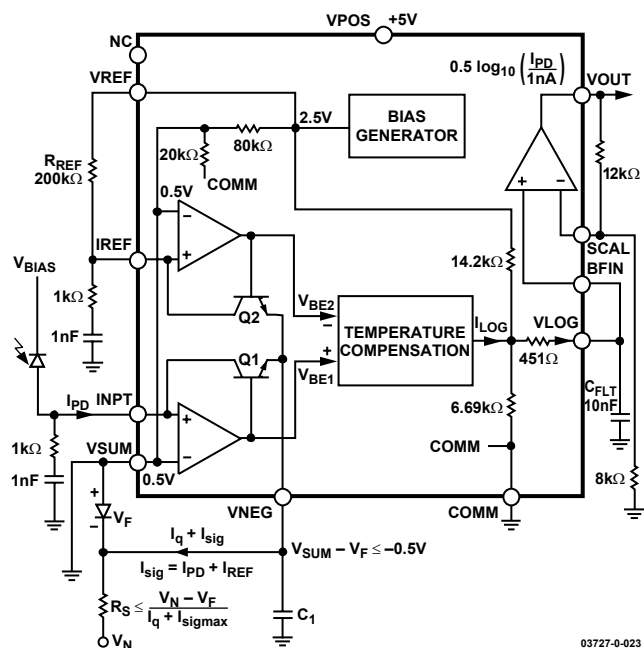 VPOS
+5V
NC
VREF
0.5 log10 (IPD / 1nA)
VOUT
2.5V
BIAS
GENERATOR
80kΩ
20kΩ
COMM
RREF
200kΩ
0.5V
12kΩ
+
–
–
+
IREF
SCAL
BFIN
14.2kΩ
VBIAS
1kΩ
1nF
Q2
VBE2
–
TEMPERATURE
COMPENSATION
ILOG
VLOG
451Ω
Q1
+
VBE1
IPD
INPT
+
–
CFLT
10nF
6.69kΩ
1kΩ
1nF
VSUM
0.5V
COMM
8kΩ
VNEG
COMM
+
–
VF
Iq + Isig
Isig = IPD + IREF
VSUM – VF ≤ –0.5V
RS ≤ (VN – VF) / (Iq + Isigmax)
C1
VN
03727-0-023